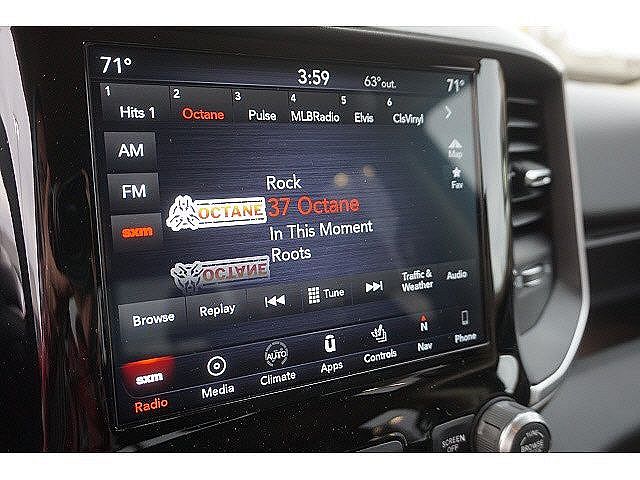 71° 3:59 63°out. 71°
1 2 3 4 5 6
Hits 1 Octane Pulse MLBRadio Elvis ClsVinyl
AM
Map
FM
Fav
Rock
OCTANE 37 Octane
sxm
In This Moment
Roots
OCTANE
Browse Replay Tune Traffic & Weather Audio
sxm AUTO N
Radio Media Climate Apps Controls Nav Phone
SCREEN OFF
TUNE
BROWSE